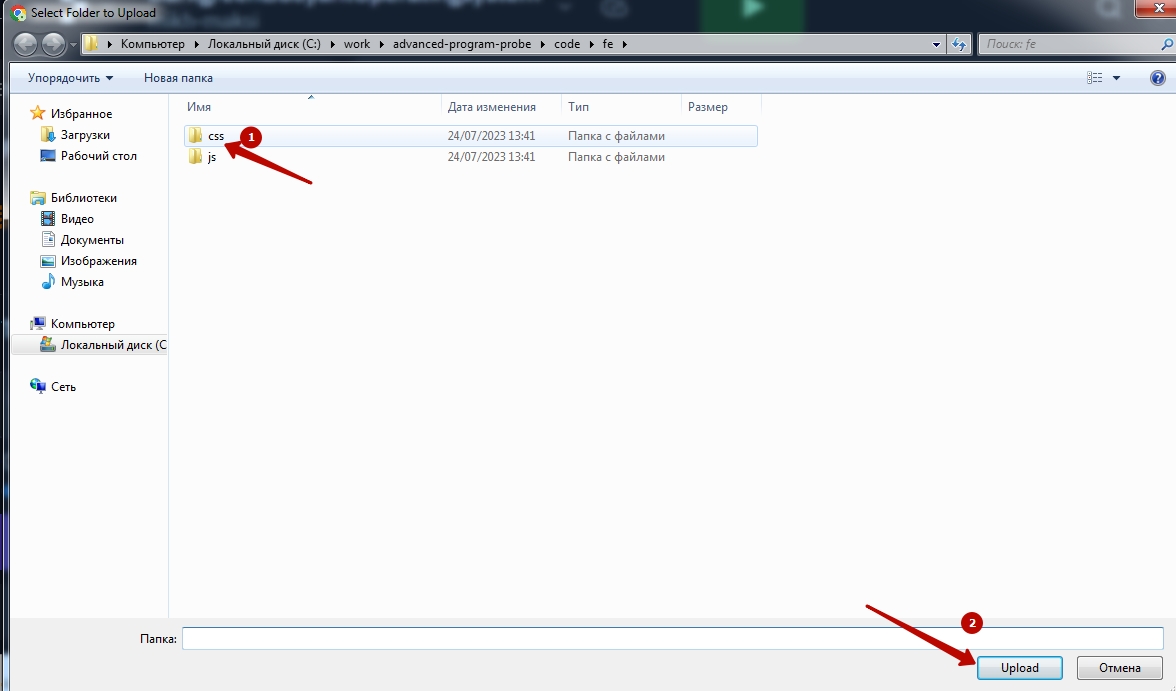 Select Folder to Upload
Компьютер Локальный диск (C:) work advanced-program-probe code fe
Поиск: fe
Упорядочить Новая папка
Имя Дата изменения Тип Размер
css 1 24/07/2023 13:41 Папка с файлами
js 24/07/2023 13:41 Папка с файлами
Избранное
Загрузки
Рабочий стол
Библиотеки
Видео
Документы
Изображения
Музыка
Компьютер
Локальный диск (C
Сеть
Папка:
2
Upload Отмена